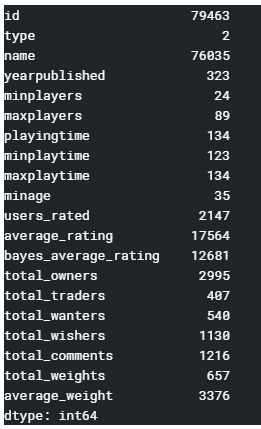 id 79463
type 2
name 76035
yearpublished 323
minplayers 24
maxplayers 89
playingtime 134
minplaytime 123
maxplaytime 134
minage 35
users_rated 2147
average_rating 17564
bayes_average_rating 12681
total_owners 2995
total_traders 407
total_wanters 540
total_wishers 1130
total_comments 1216
total_weights 657
average_weight 3376
dtype: int64